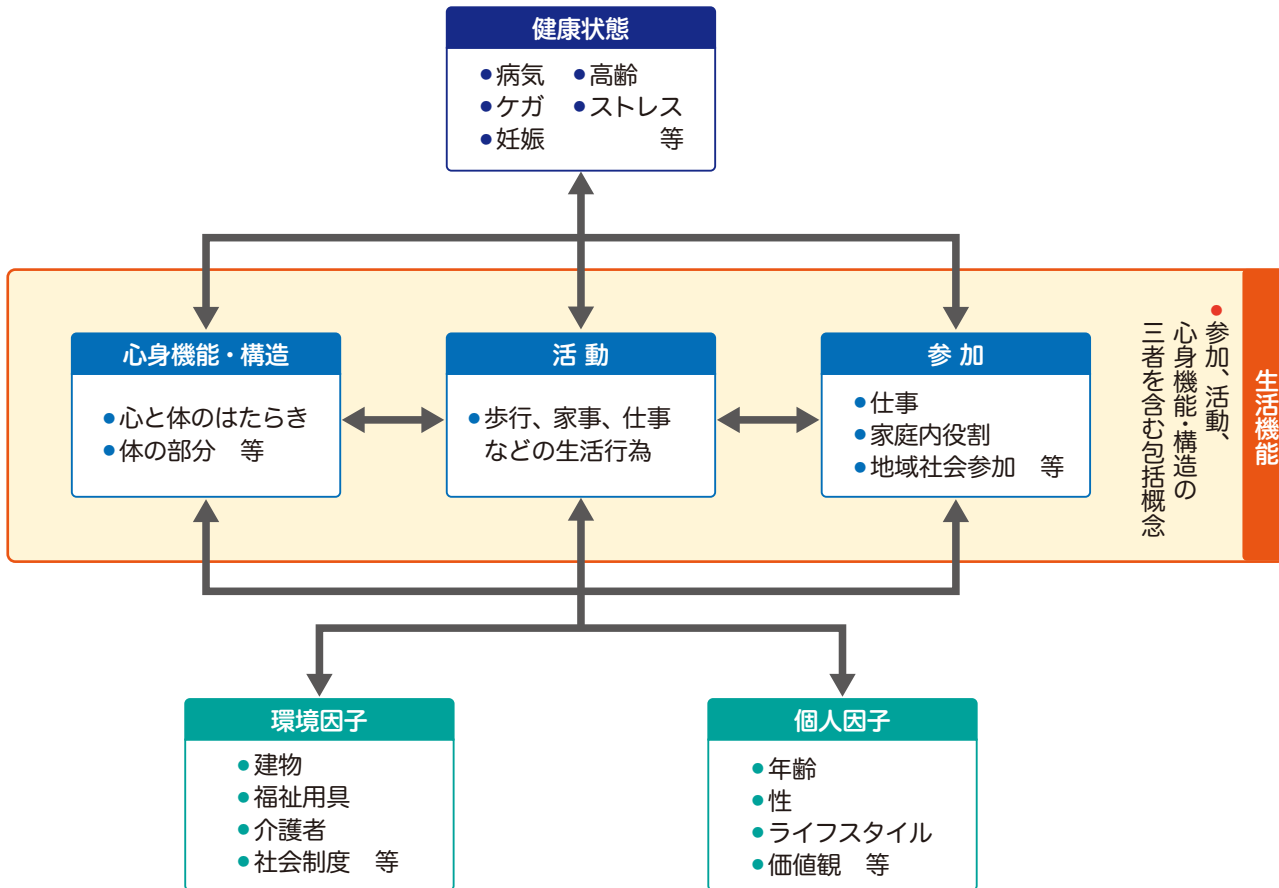 健康状態
●病気 ●高齢
●ケガ ●ストレス
●妊娠 等
心身機能・構造
●心と体のはたらき
●体の部分 等
活動
●歩行、家事、仕事
などの生活行為
参加
●仕事
●家庭内役割
●地域社会参加 等
●参加、活動、
心身機能・構造の
三者を含む包括概念
生活機能
環境因子
●建物
●福祉用具
●介護者
●社会制度 等
個人因子
●年齢
●性
●ライフスタイル
●価値観 等